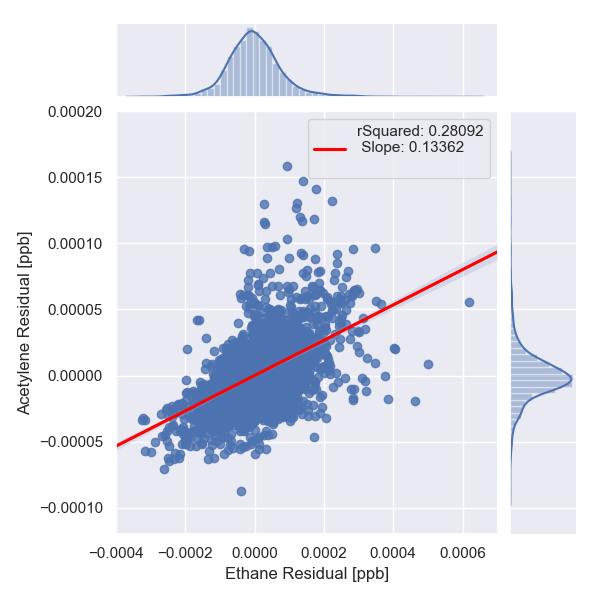 rSquared: 0.28092
Slope: 0.13362
0.00020
0.00015
0.00010
0.00005
0.00000
−0.00005
−0.00010
Acetylene Residual [ppb]
−0.0004 −0.0002 0.0000 0.0002 0.0004 0.0006
Ethane Residual [ppb]